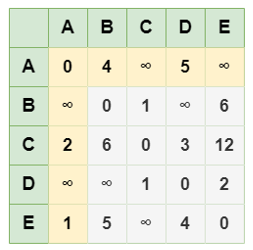 A B C D E
A 0 4 ∞ 5 ∞
B ∞ 0 1 ∞ 6
C 2 6 0 3 12
D ∞ ∞ 1 0 2
E 1 5 ∞ 4 0